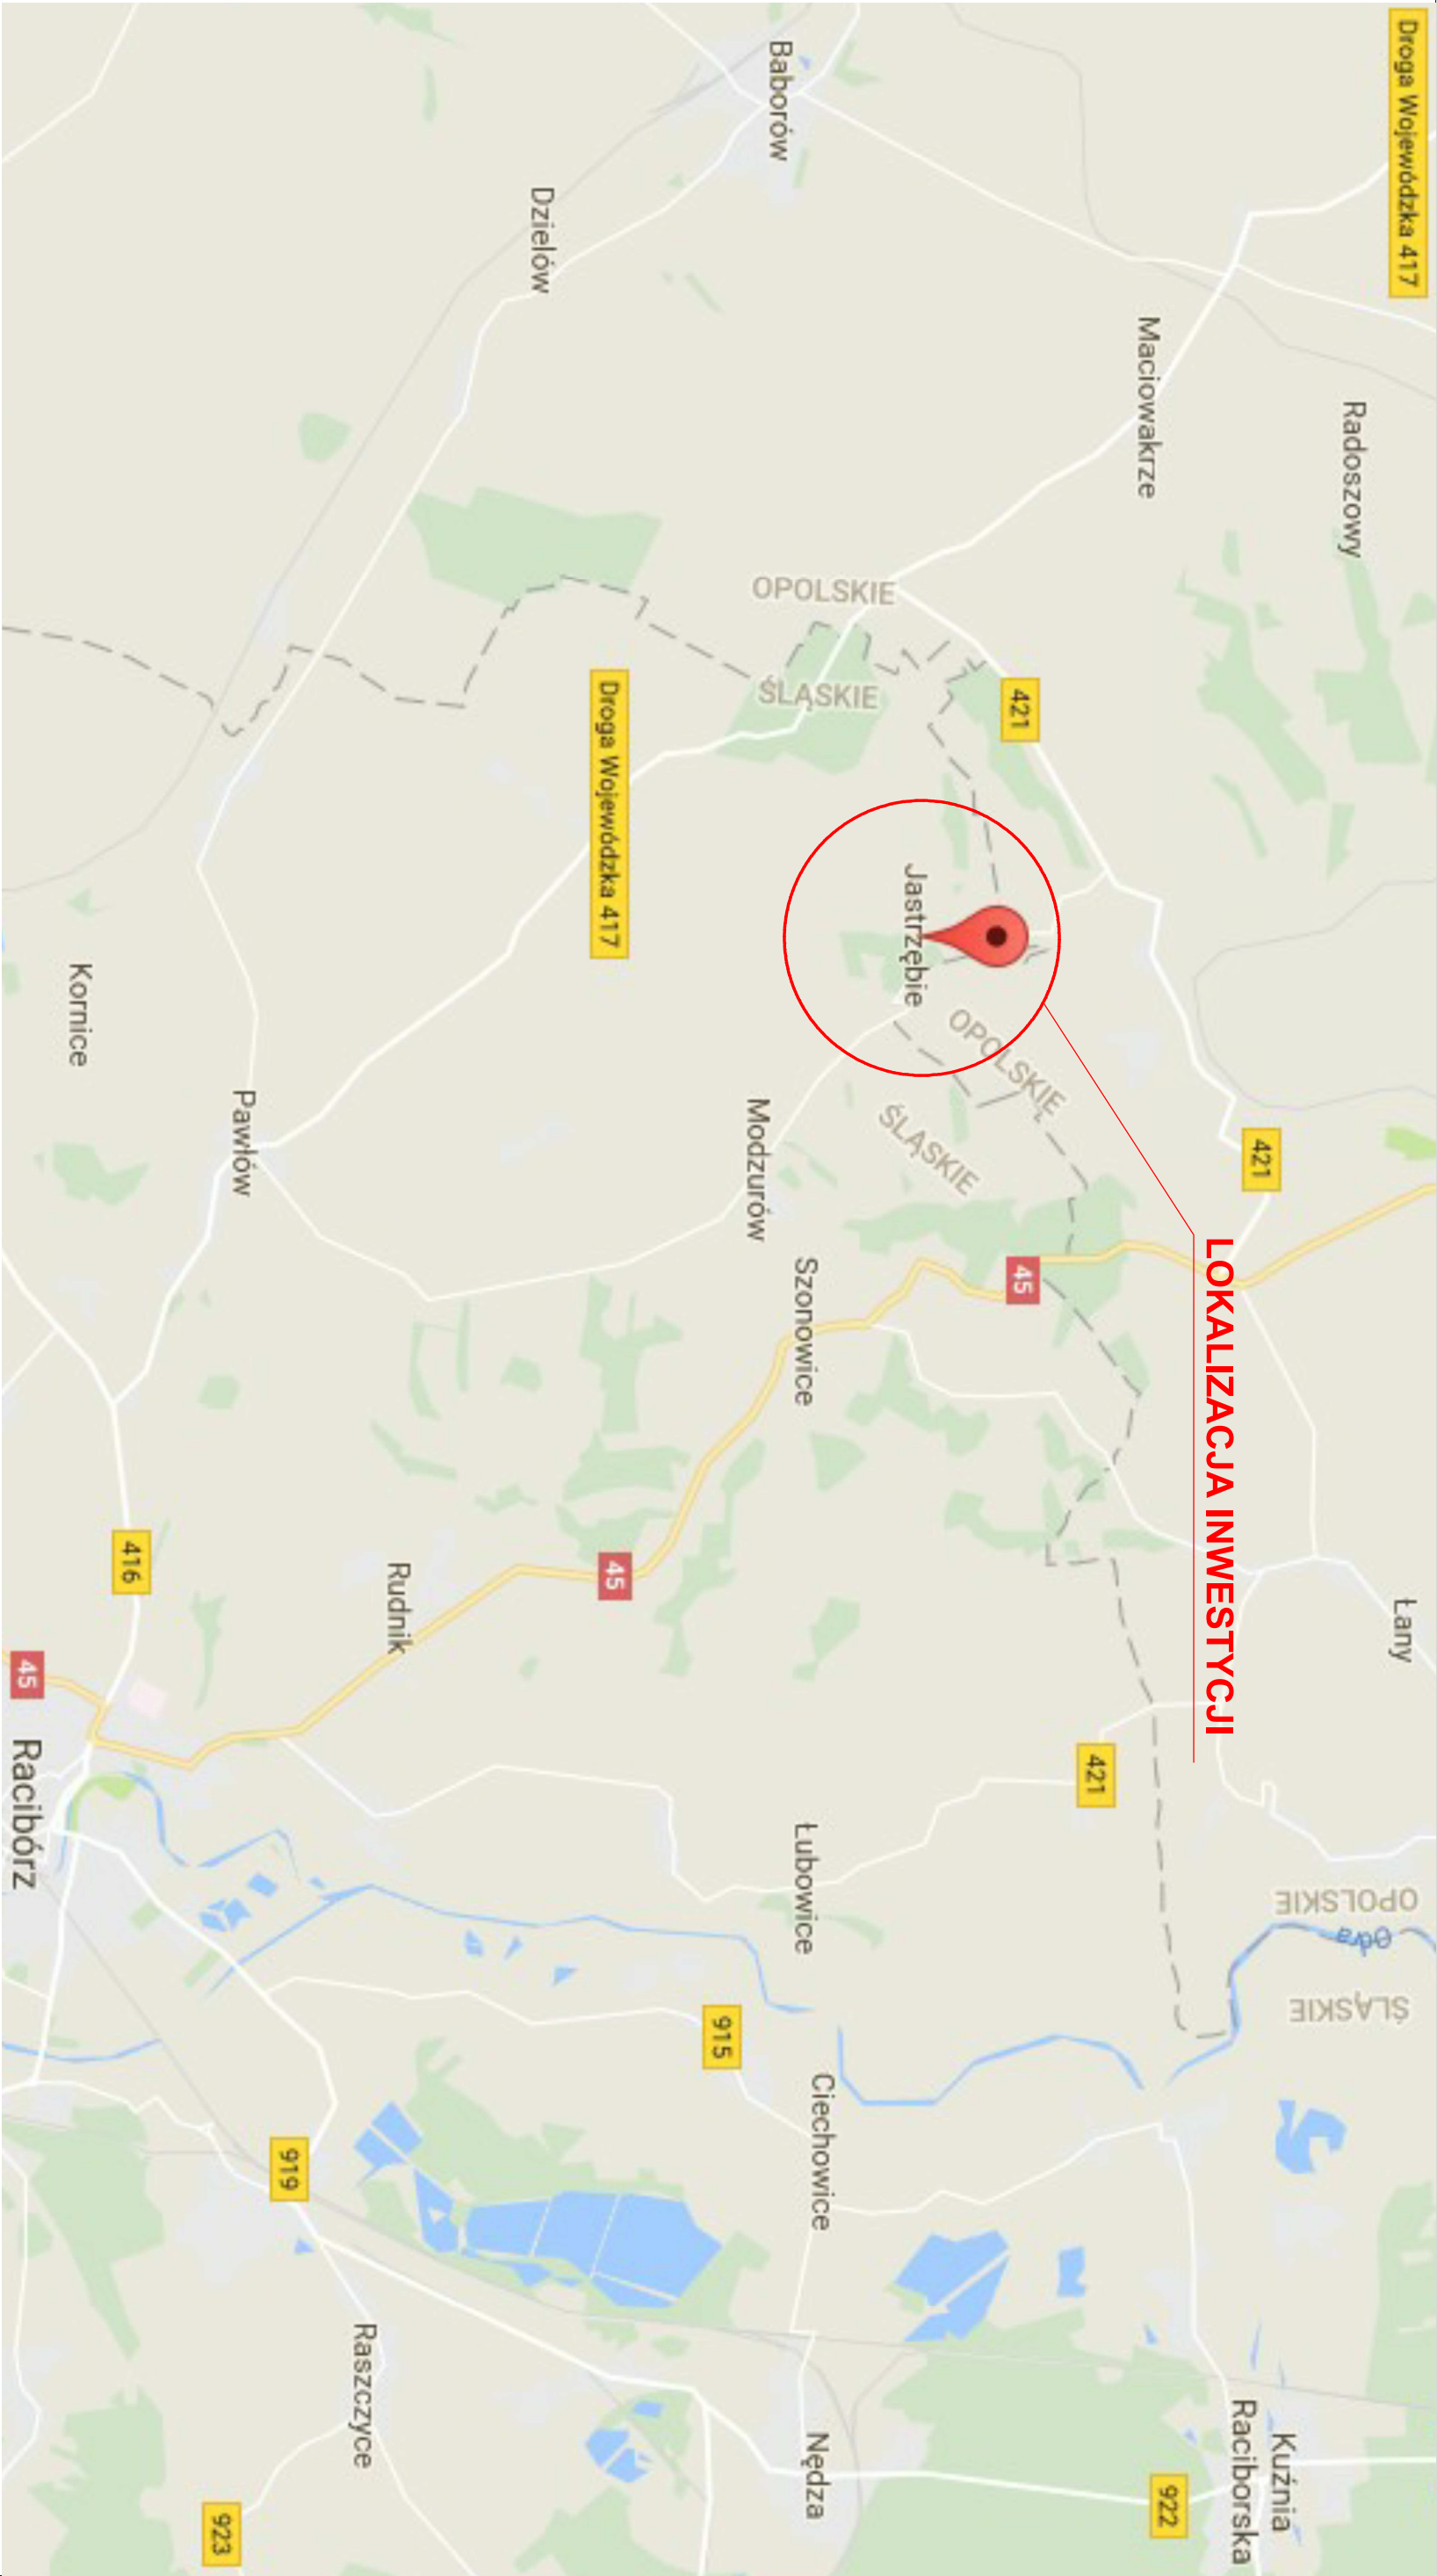 Droga Wojewódzka 417
Radoszowy
Maciowakrze
Baborów
Dzielów
OPOLSKIE
ŚLĄSKIE
421
Droga Wojewódzka 417
Jastrzębie
OPOLSKIE
ŚLĄSKIE
421
LOKALIZACJA INWESTYCJI
Modzurów
Kornice
Pawłów
45
Szonowice
45
Rudnik
416
45
Racibórz
Łany
421
Łubowice
OPOLSKIE
Odra
ŚLĄSKIE
915
Ciechowice
919
Raszczyce
Nędza
Kuźnia
Raciborska
922
923